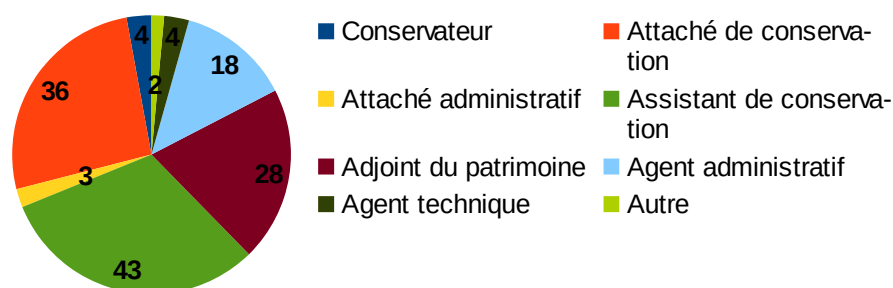 4
4
2
18
36
28
3
43
Conservateur
Attaché de conserva-
tion
Attaché administratif
Assistant de conserva-
tion
Adjoint du patrimoine
Agent administratif
Agent technique
Autre